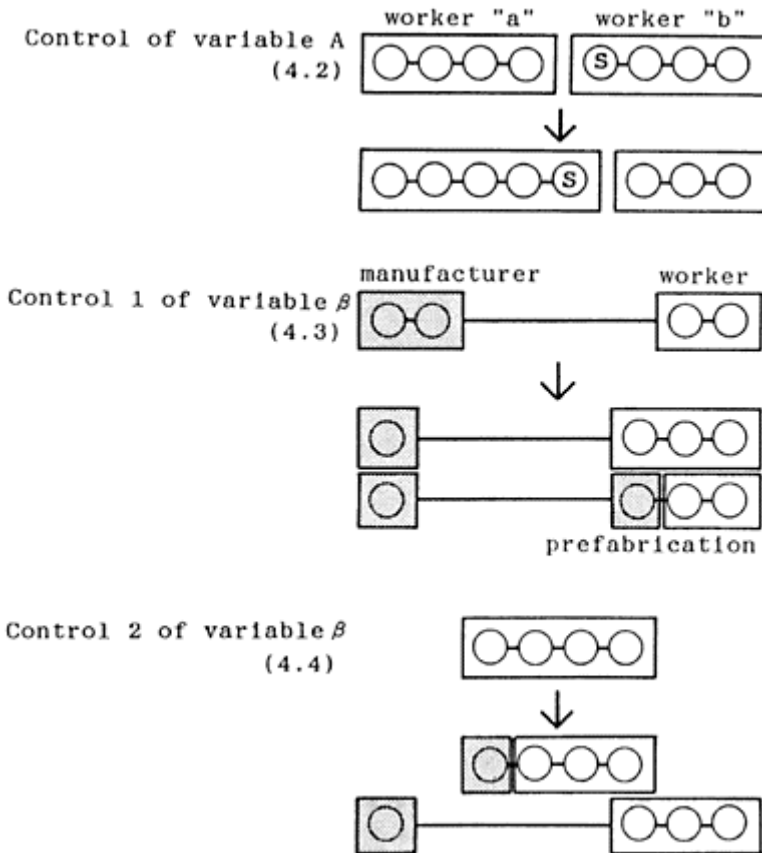 worker "a" worker "b"
Control of variable A
(4.2)
S
S
manufacturer worker
Control 1 of variable β
(4.3)
prefabrication
Control 2 of variable β
(4.4)